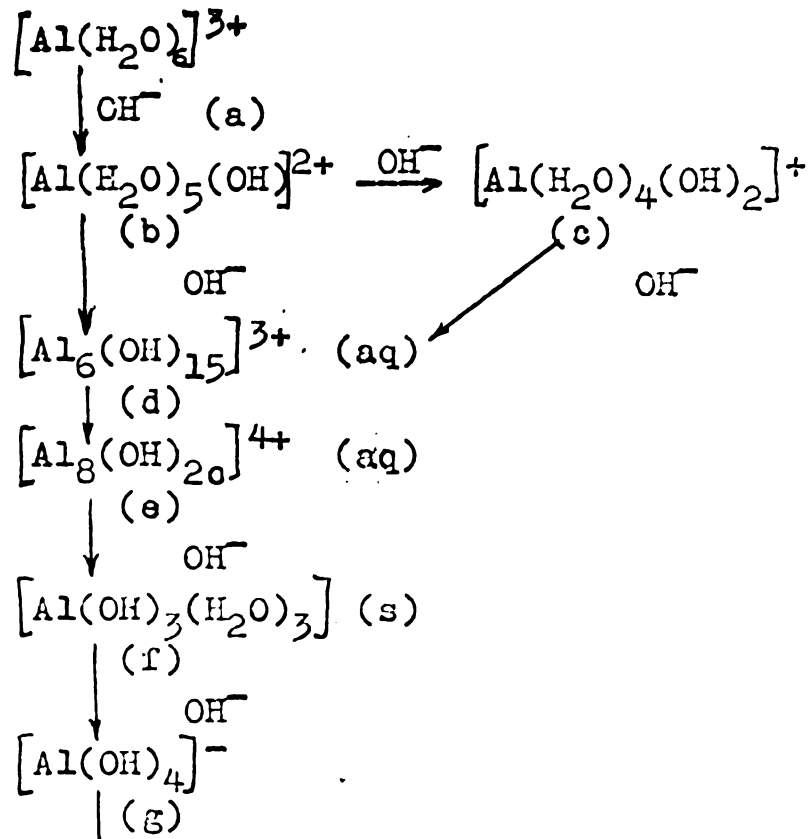 [Al(H₂O)₆]³⁺
OH⁻ (a)
[Al(H₂O)₅(OH)]²⁺ OH⁻ [Al(H₂O)₄(OH)₂]⁺
(b) (c)
OH⁻ OH⁻
[Al₆(OH)₁₅]³⁺ (aq)
(d)
[Al₈(OH)₂₀]⁴⁺ (aq)
(e)
OH⁻
[Al(OH)₃(H₂O)₃] (s)
(f)
OH⁻
[Al(OH)₄]⁻
(g)